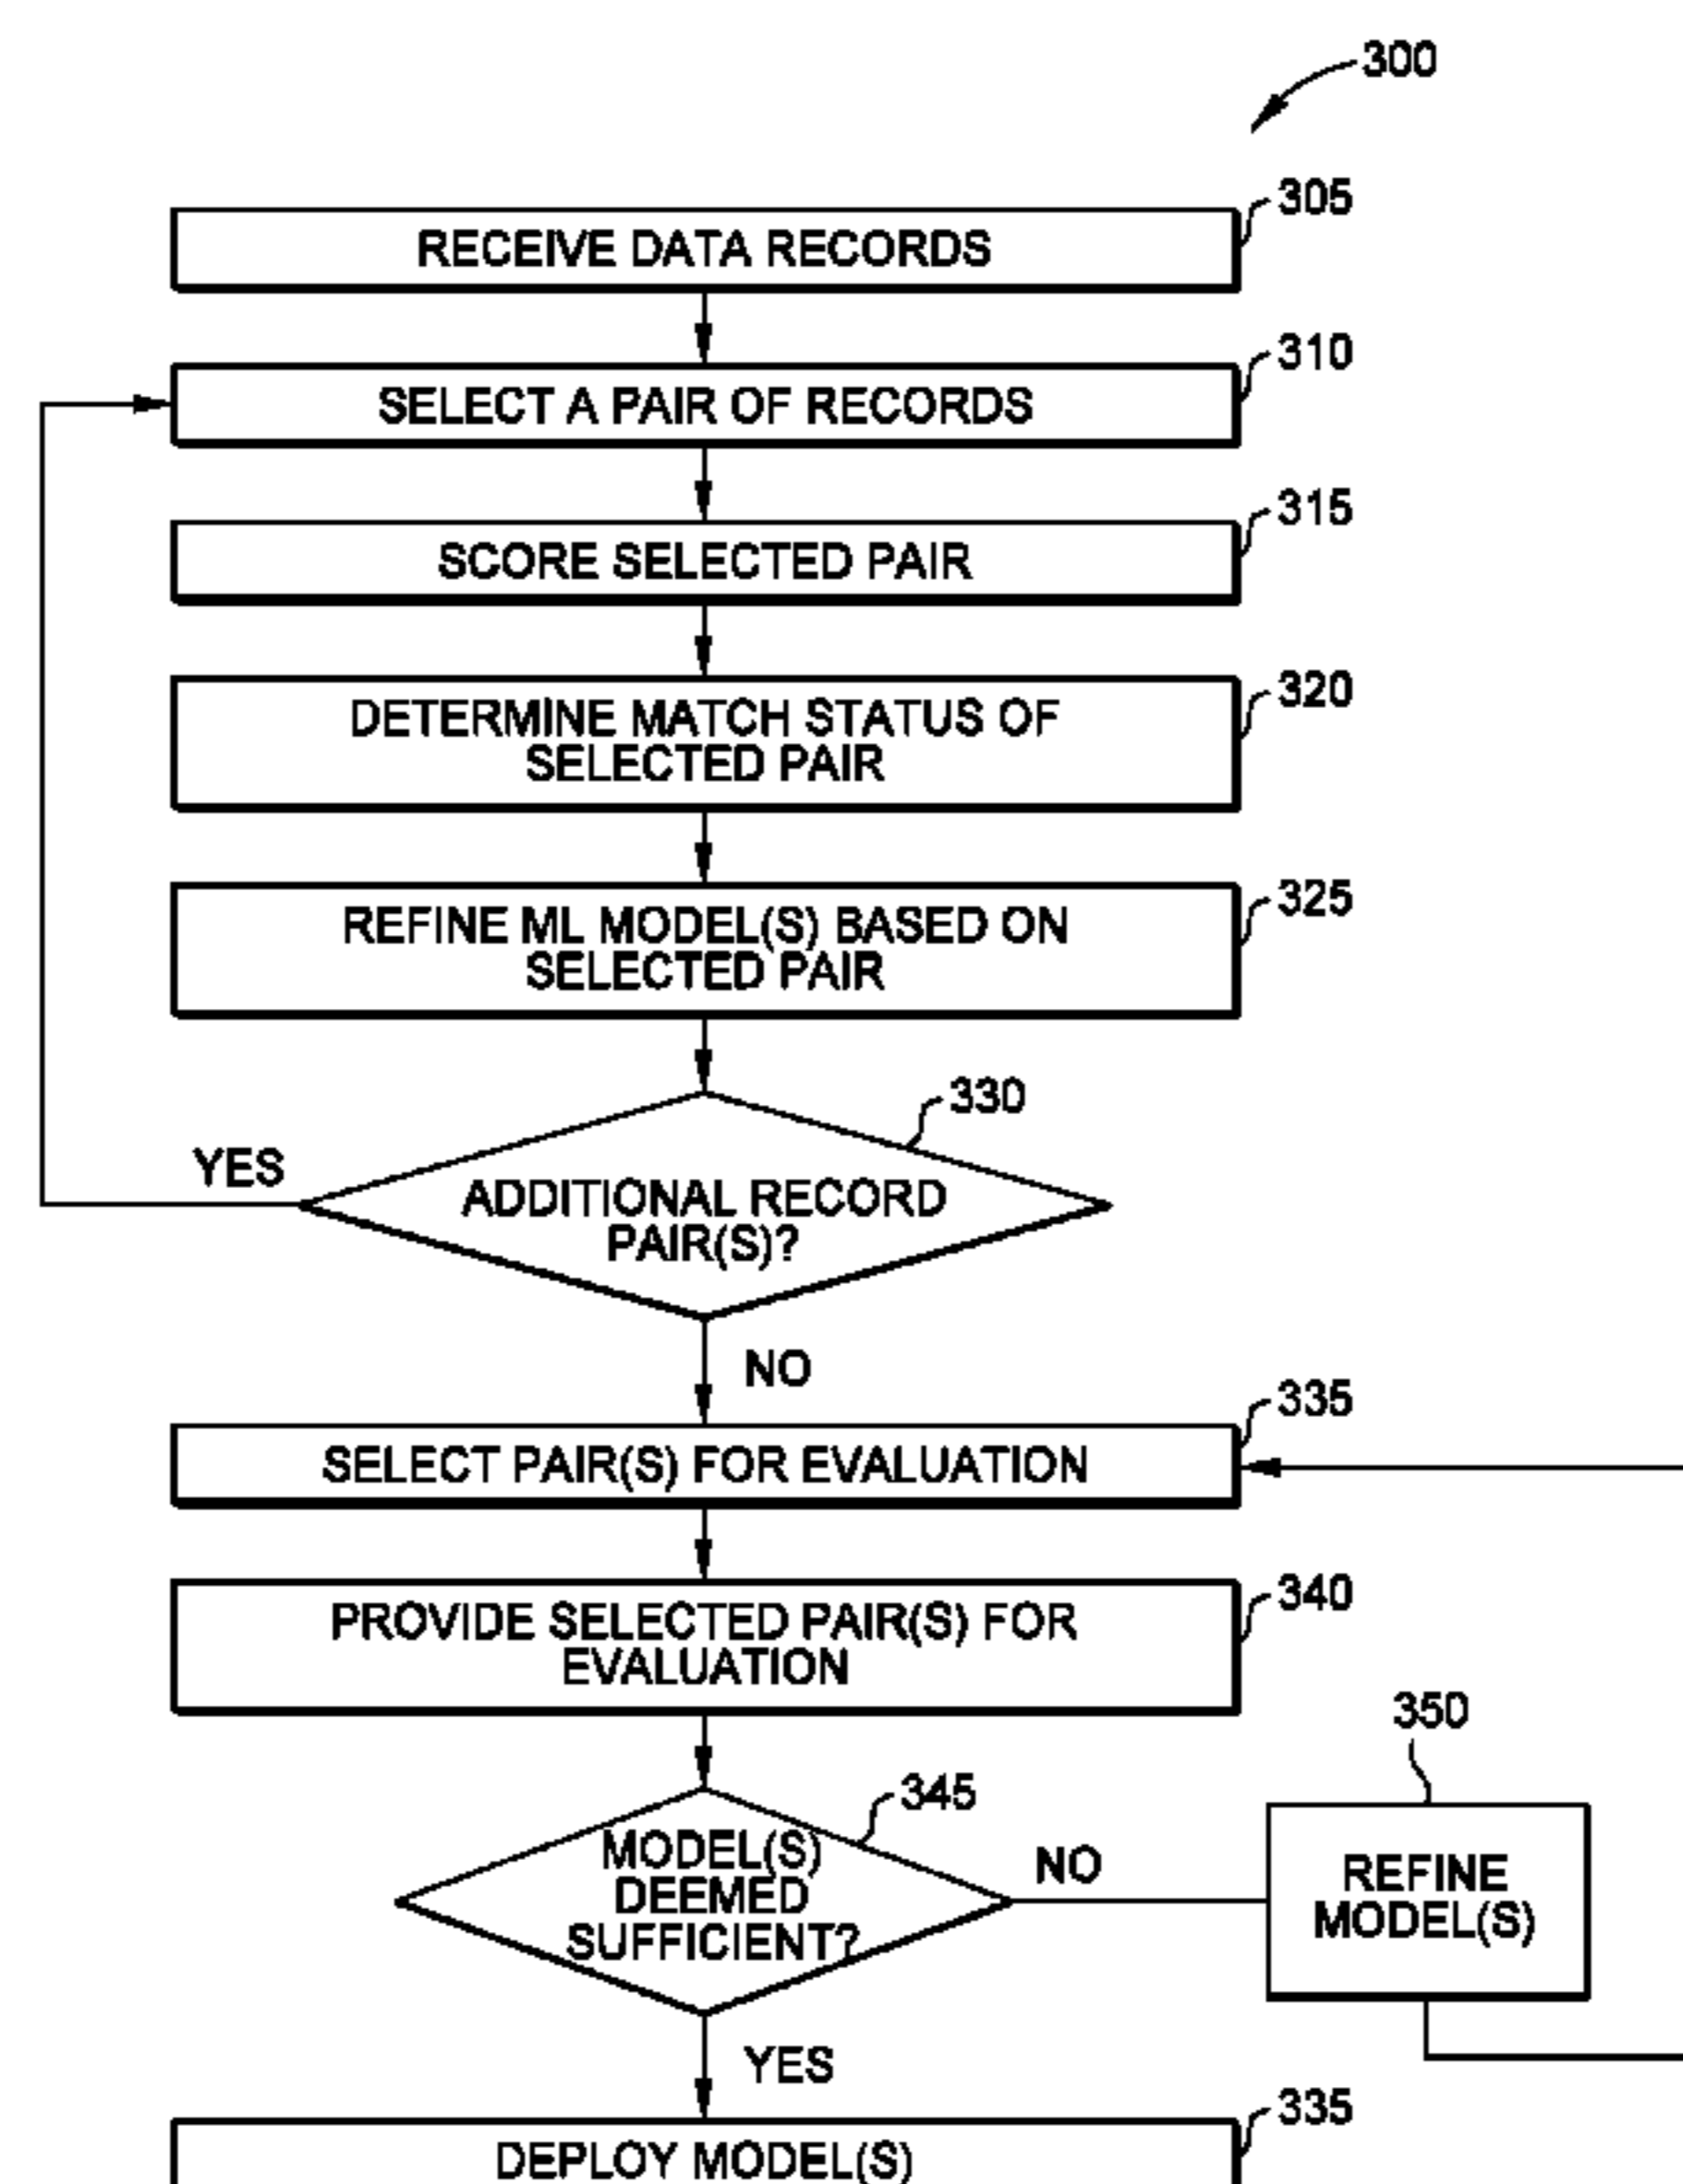 300
305
RECEIVE DATA RECORDS
310
SELECT A PAIR OF RECORDS
315
SCORE SELECTED PAIR
320
DETERMINE MATCH STATUS OF
SELECTED PAIR
325
REFINE ML MODEL(S) BASED ON
SELECTED PAIR
330
YES
ADDITIONAL RECORD
PAIR(S)?
NO
335
SELECT PAIR(S) FOR EVALUATION
340
PROVIDE SELECTED PAIR(S) FOR
EVALUATION
350
345
MODEL(S)
DEEMED
SUFFICIENT?
NO
REFINE
MODEL(S)
YES
335
DEPLOY MODEL(S)